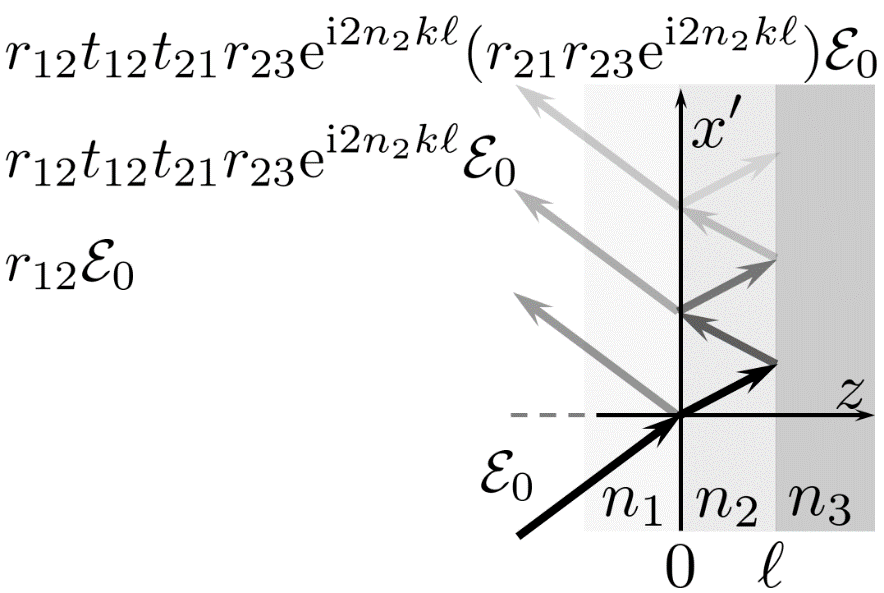 r₁₂t₁₂t₂₁r₂₃e^{i2n₂kℓ}(r₂₁r₂₃e^{i2n₂kℓ})ℰ₀
x′
r₁₂t₁₂t₂₁r₂₃e^{i2n₂kℓ}ℰ₀
r₁₂ℰ₀
z
ℰ₀
n₁ n₂ n₃
0 ℓ